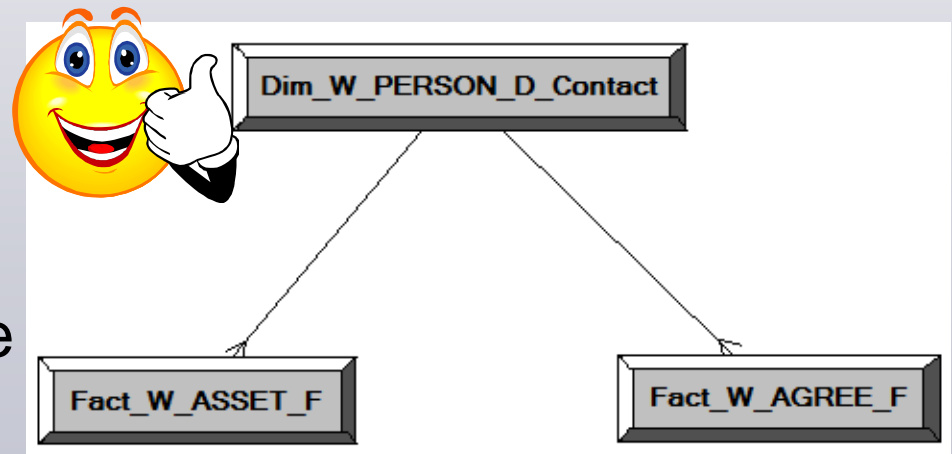 Dim_W_PERSON_D_Contact
e
Fact_W_ASSET_F
Fact_W_AGREE_F